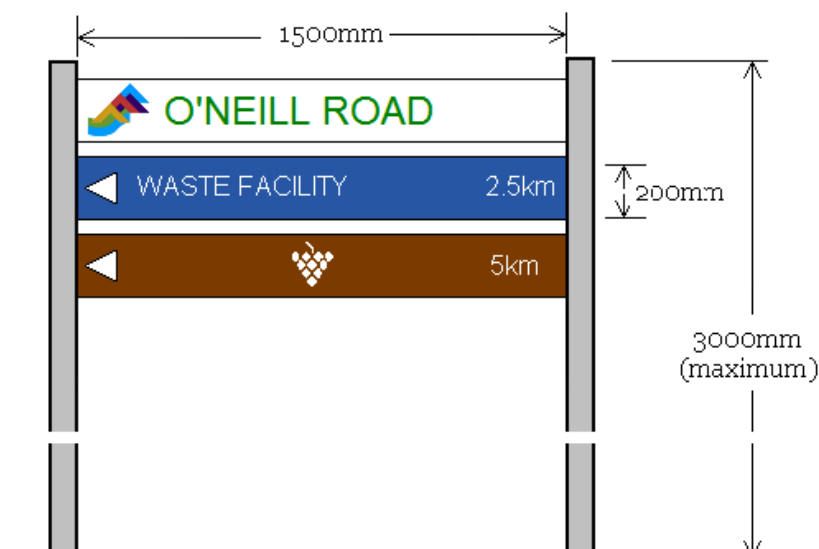 1500mm
O'NEILL ROAD
WASTE FACILITY 2.5km
200mm
5km
3000mm
(maximum)